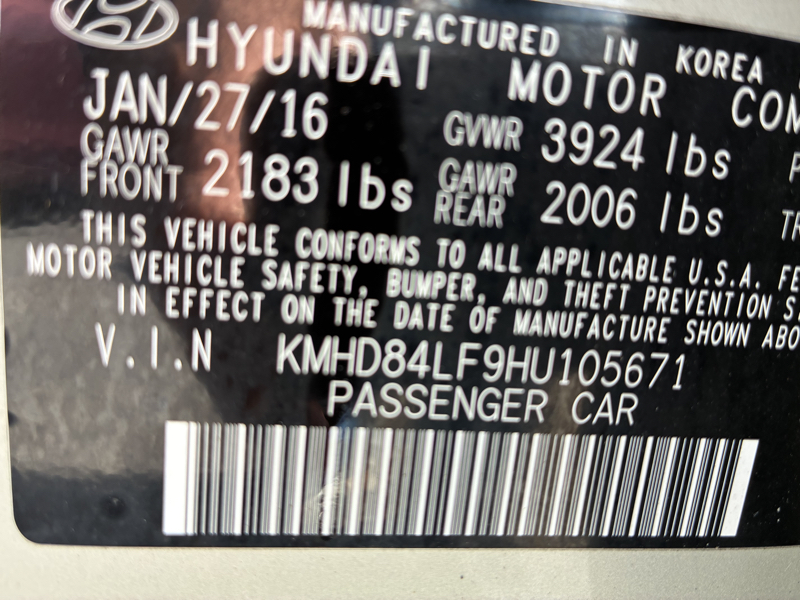 MANUFACTURED IN KOREA
HYUNDAI MOTOR
JAN/27/16 GVWR 3924 lbs
GAWR FRONT 2183 lbs GAWR REAR 2006 lbs
THIS VEHICLE CONFORMS TO ALL APPLICABLE U.S.A.
MOTOR VEHICLE SAFETY, BUMPER, AND THEFT PREVENTION
IN EFFECT ON THE DATE OF MANUFACTURE SHOWN
V.I.N KMHD84LF9HU105671
PASSENGER CAR